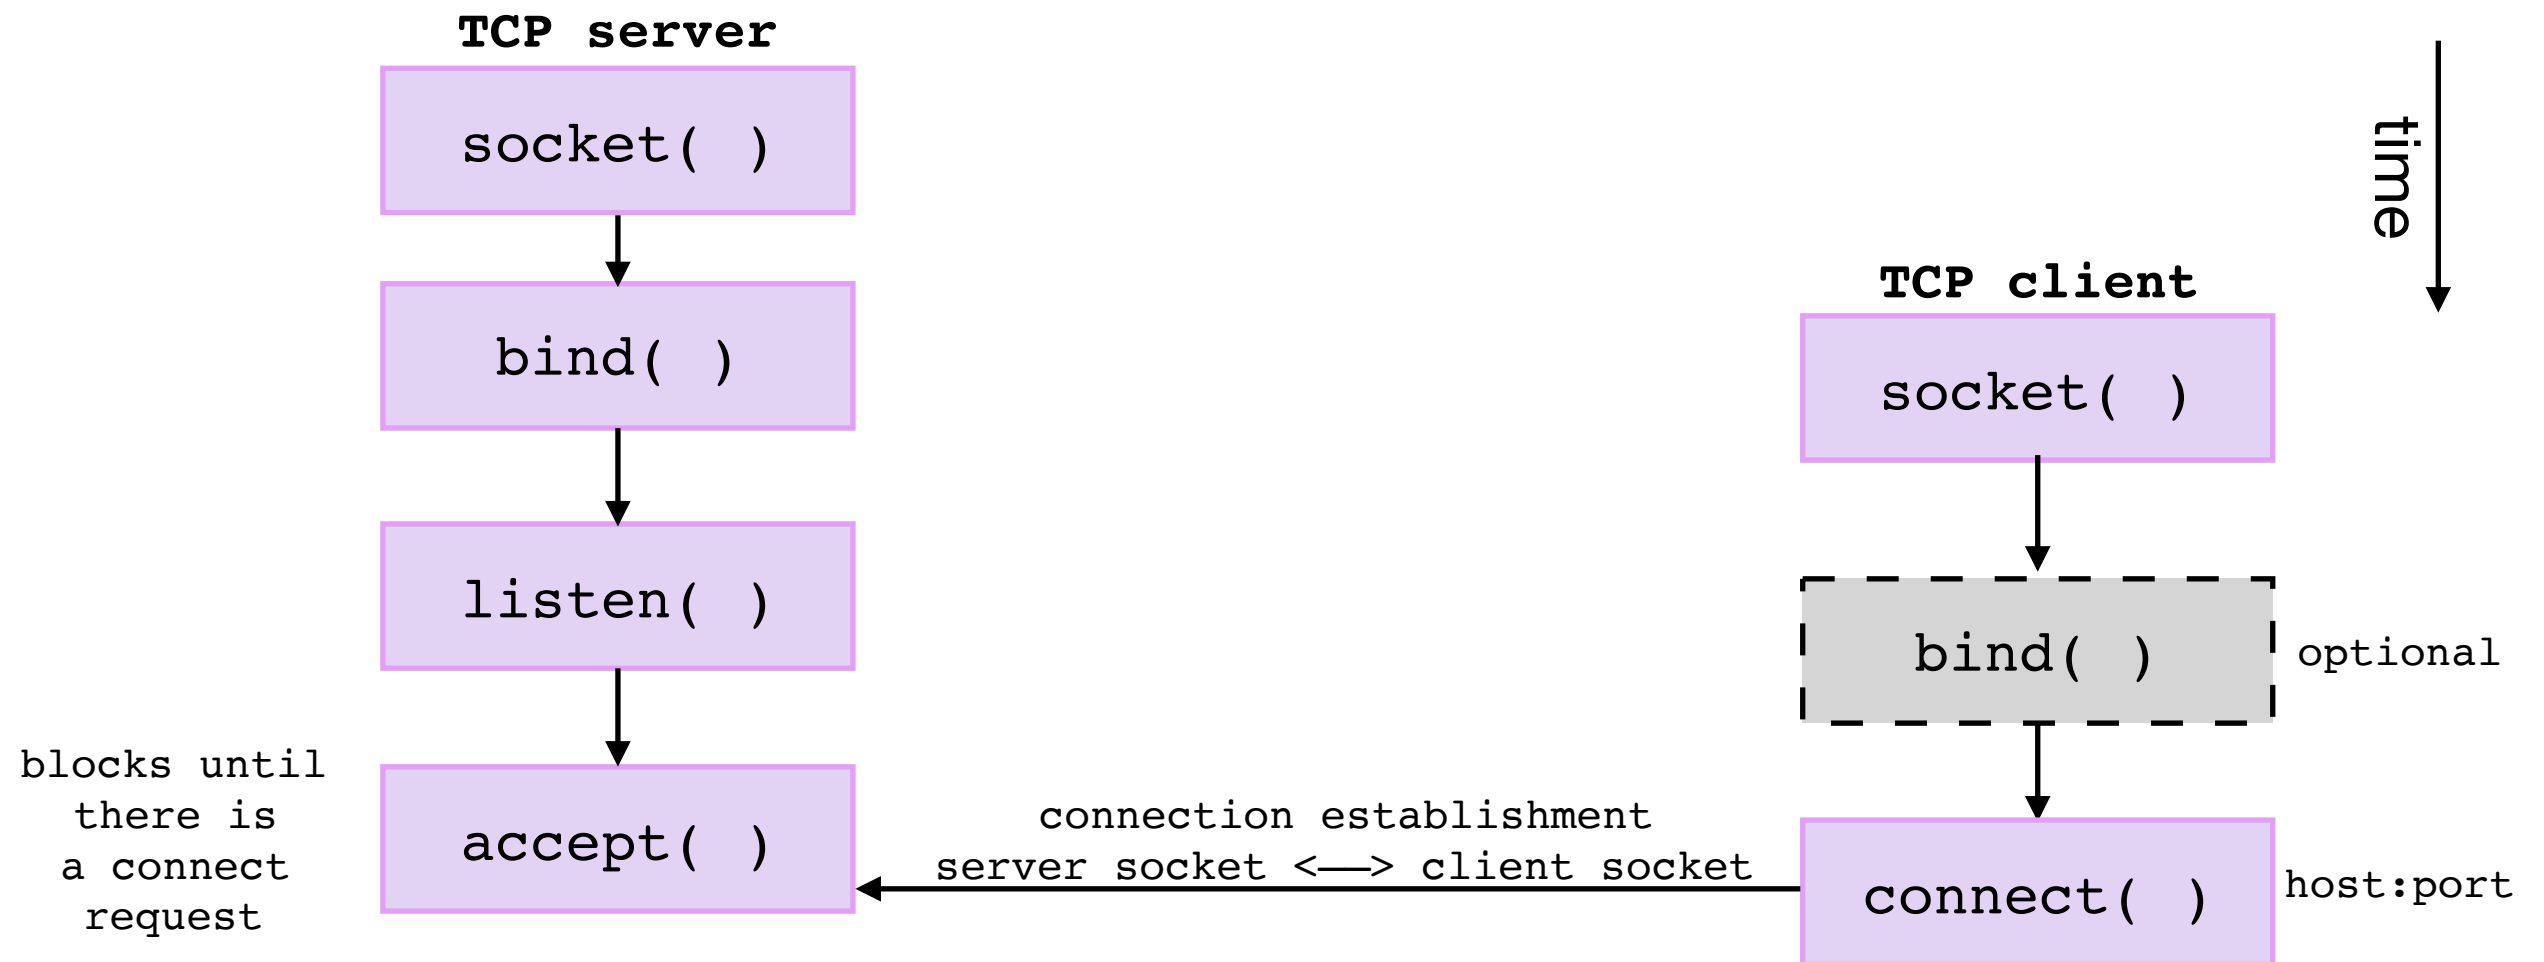 TCP server
socket( )
bind( )
listen( )
accept( )
blocks until
there is
a connect
request
connection establishment
server socket <——> client socket
TCP client
socket( )
bind( )
optional
connect( )
host:port
time